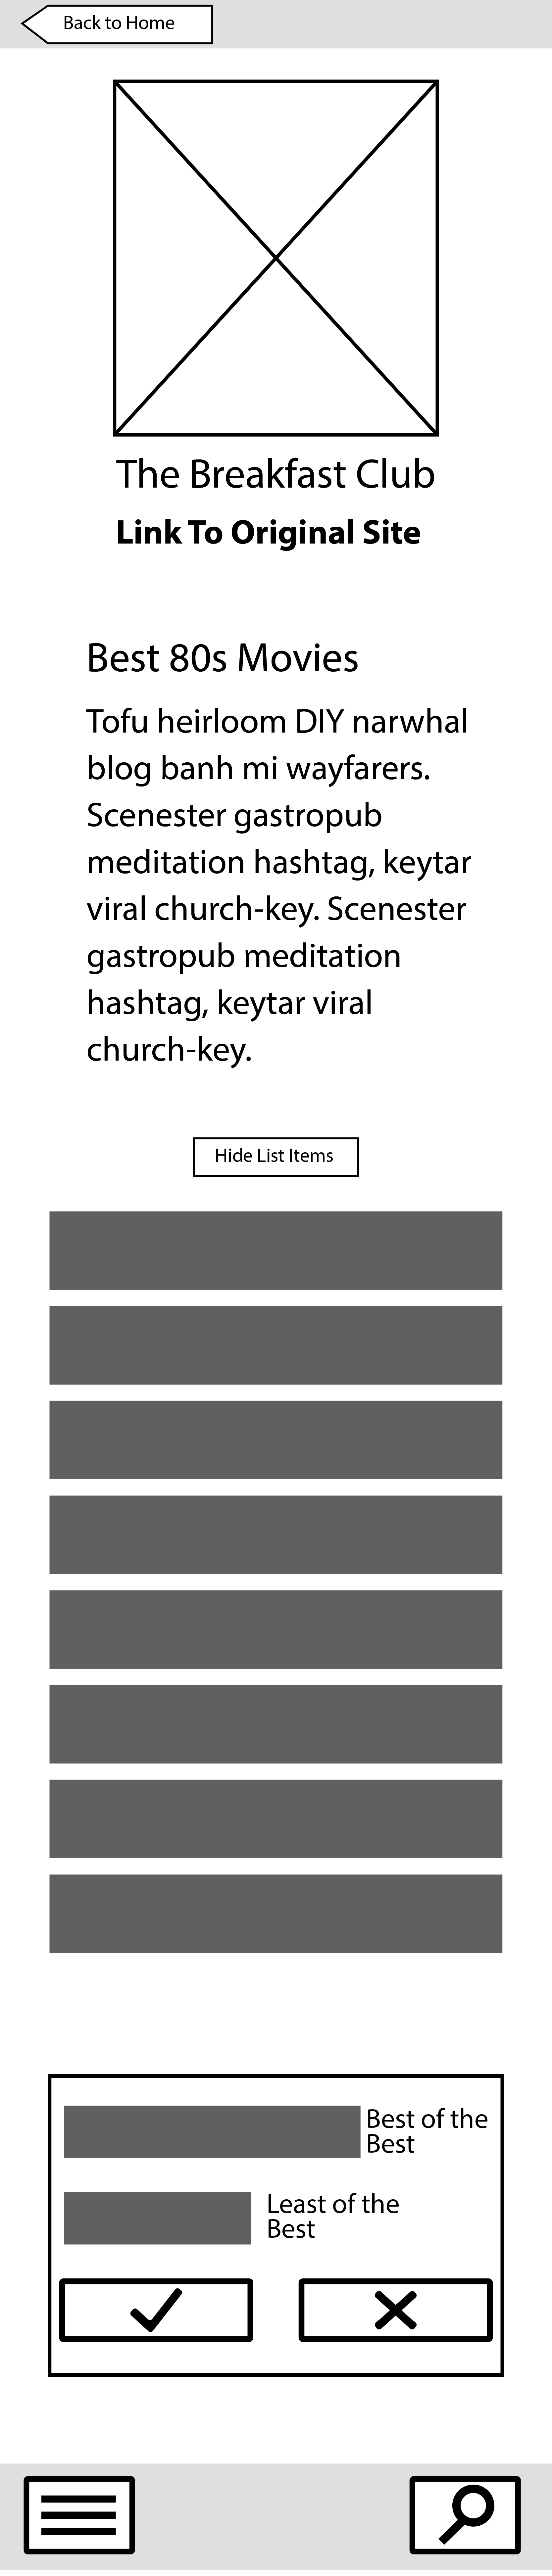 Back to Home
The Breakfast Club
Link To Original Site
Best 80s Movies
Tofu heirloom DIY narwhal
blog banh mi wayfarers.
Scenester gastropub
meditation hashtag, keytar
viral church-key. Scenester
gastropub meditation
hashtag, keytar viral
church-key.
Hide List Items
Best of the
Best
Least of the
Best